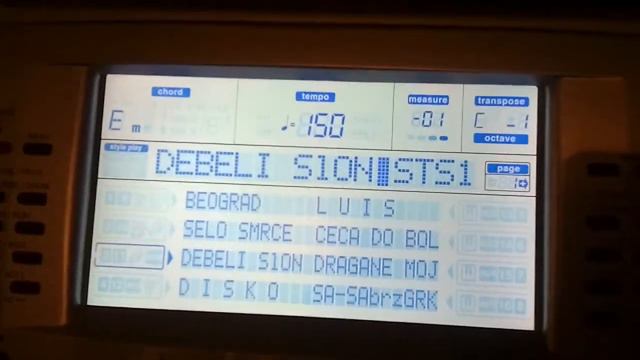 chord tempo measure transpose
E m ♩= 150 -01 C _1
octave
style play DEBELI S1ON STS1 page
1
BEOGRAD L U I S
SELO SMRCE CECA DO BOL
DEBELI S1ON DRAGANE MOJ
D I S K O SA-SAbrzGRK